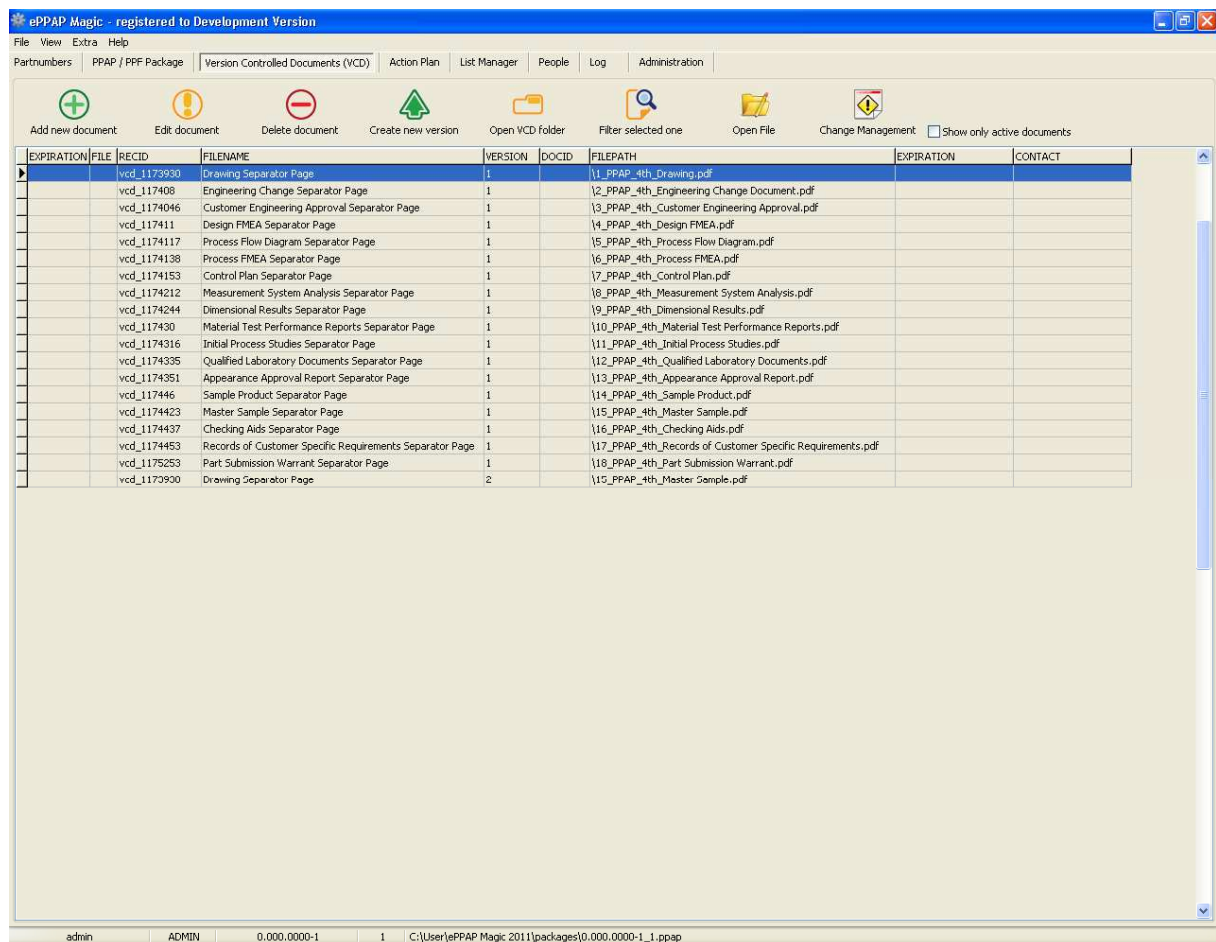 ePPAP Magic - registered to Development Version
File View Extra Help
Partnumbers PPAP / PPF Package Version Controlled Documents (VCD) Action Plan List Manager People Log Administration
Add new document Edit document Delete document Create new version Open VCD folder Filter selected one Open File Change Management Show only active documents
EXPIRATION FILE RECID FILENAME VERSION DOCID FILEPATH EXPIRATION CONTACT
vcd_1173930 Drawing Separator Page 1 \1_PPAP_4th_Drawing.pdf
vcd_117408 Engineering Change Separator Page 1 \2_PPAP_4th_Engineering Change Document.pdf
vcd_1174046 Customer Engineering Approval Separator Page 1 \3_PPAP_4th_Customer Engineering Approval.pdf
vcd_117411 Design FMEA Separator Page 1 \4_PPAP_4th_Design FMEA.pdf
vcd_1174117 Process Flow Diagram Separator Page 1 \5_PPAP_4th_Process Flow Diagram.pdf
vcd_1174138 Process FMEA Separator Page 1 \6_PPAP_4th_Process FMEA.pdf
vcd_1174153 Control Plan Separator Page 1 \7_PPAP_4th_Control Plan.pdf
vcd_1174212 Measurement System Analysis Separator Page 1 \8_PPAP_4th_Measurement System Analysis.pdf
vcd_1174244 Dimensional Results Separator Page 1 \9_PPAP_4th_Dimensional Results.pdf
vcd_117430 Material Test Performance Reports Separator Page 1 \10_PPAP_4th_Material Test Performance Reports.pdf
vcd_1174316 Initial Process Studies Separator Page 1 \11_PPAP_4th_Initial Process Studies.pdf
vcd_1174335 Qualified Laboratory Documents Separator Page 1 \12_PPAP_4th_Qualified Laboratory Documents.pdf
vcd_1174351 Appearance Approval Report Separator Page 1 \13_PPAP_4th_Appearance Approval Report.pdf
vcd_117446 Sample Product Separator Page 1 \14_PPAP_4th_Sample Product.pdf
vcd_1174423 Master Sample Separator Page 1 \15_PPAP_4th_Master Sample.pdf
vcd_1174437 Checking Aids Separator Page 1 \16_PPAP_4th_Checking Aids.pdf
vcd_1174453 Records of Customer Specific Requirements Separator Page 1 \17_PPAP_4th_Records of Customer Specific Requirements.pdf
vcd_1175253 Part Submission Warrant Separator Page 1 \18_PPAP_4th_Part Submission Warrant.pdf
vcd_1173930 Drawing Separator Page 2 \15_PPAP_4th_Master Sample.pdf
admin ADMIN 0.000.0000-1 1 C:\User\ePPAP Magic 2011\packages\0.000.0000-1_1.ppap